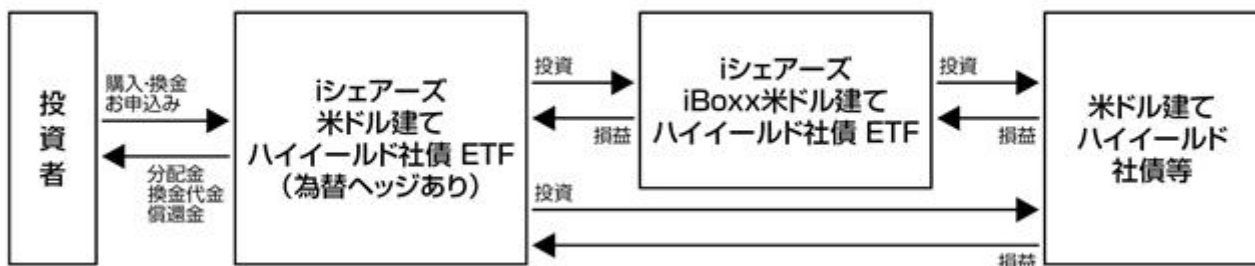 投資者
購入・換金
お申込み
分配金
換金代金
償還金
iシェアーズ
米ドル建て
ハイイールド社債 ETF
（為替ヘッジあり）
投資
損益
iシェアーズ
iBoxx米ドル建て
ハイイールド社債 ETF
投資
損益
米ドル建て
ハイイールド
社債等
投資
損益